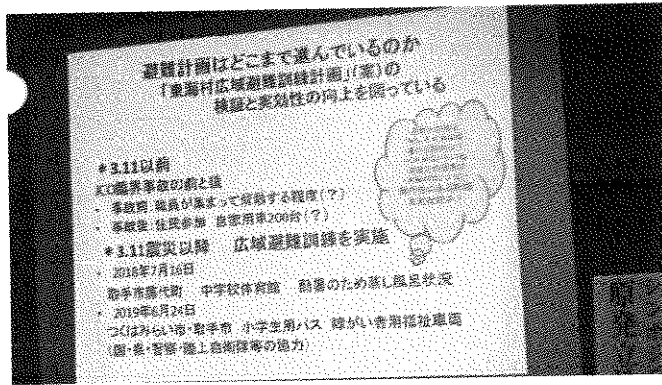 避難計画はどこまで進んでいるのか
「東海村広域避難訓練計画」(案)の
検証と実効性の向上を図っている
*3.11以前
JCO臨界事故の前と後
・ 事故前 職員が集まって解散する程度(?)
・ 事故後 住民参加 自家用車200台(?)
*3.11震災以降 広域避難訓練を実施
・ 2018年7月16日
取手市藤代町 中学校体育館 酷暑のため蒸し風呂状況
・ 2019年6月24日
つくばみらい市・取手市 小学生用バス 障がい者用福祉車両
(国・県・警察・陸上自衛隊等の協力)